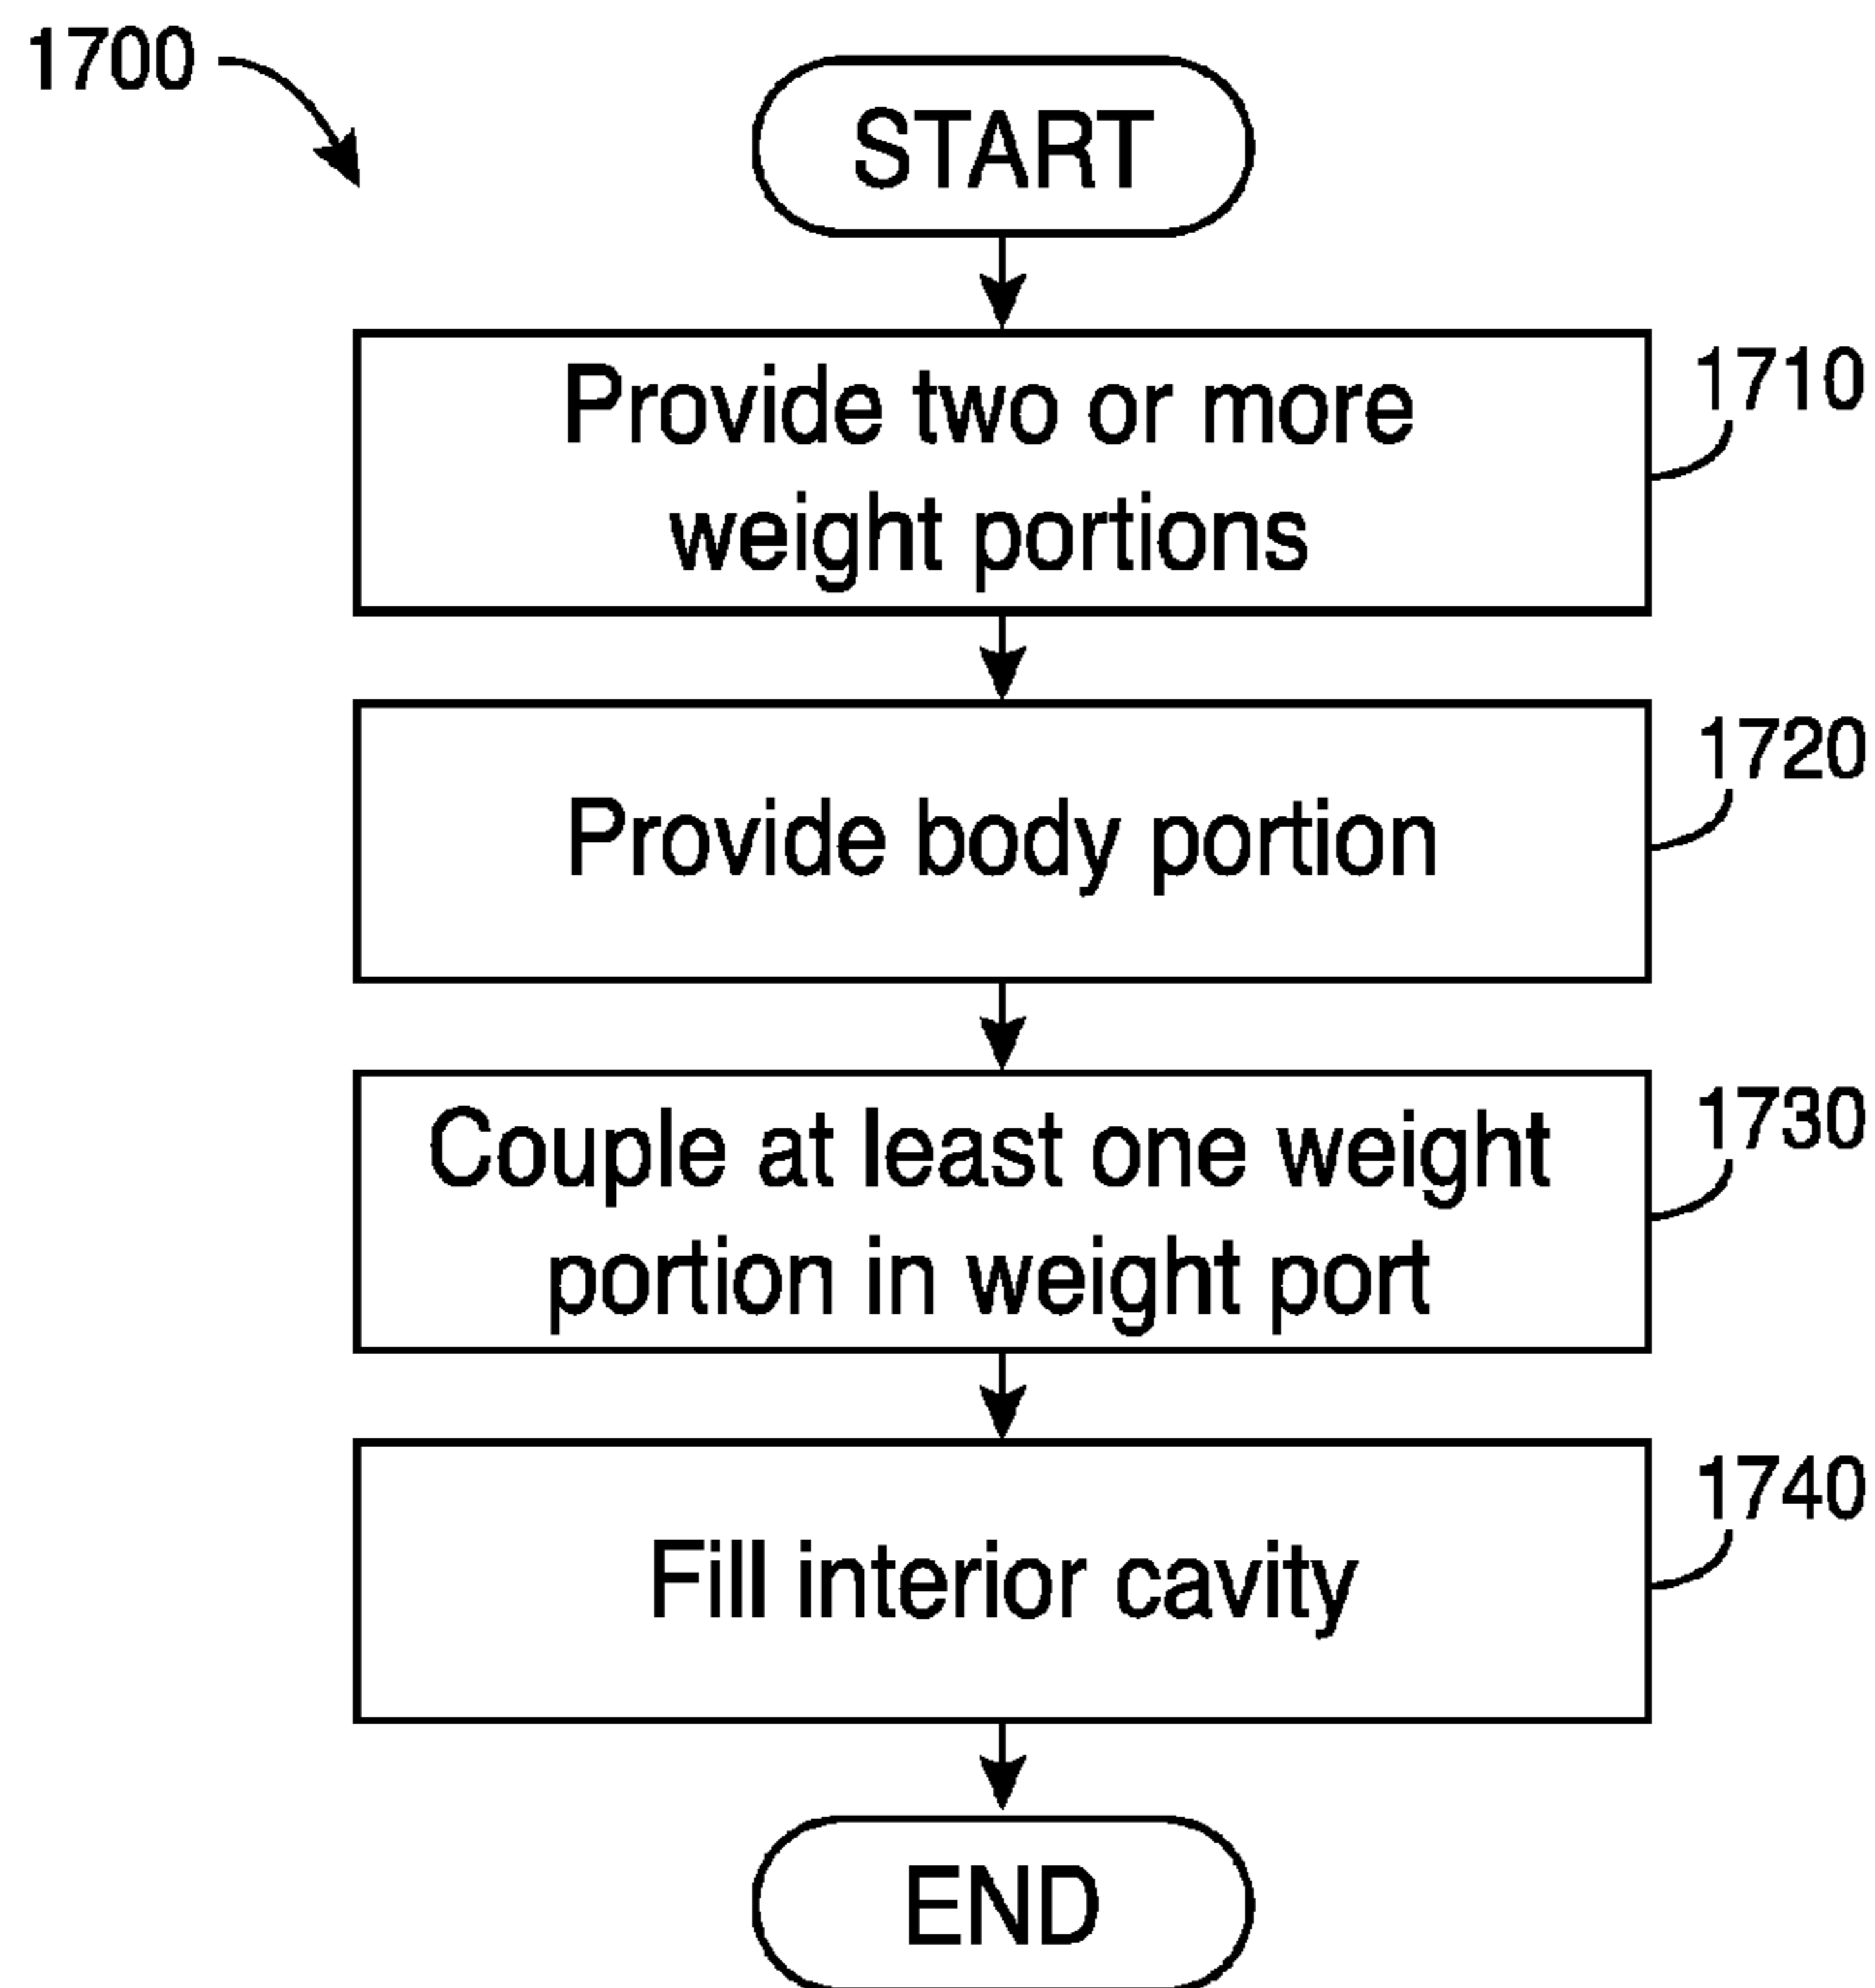 1700
START
Provide two or more
weight portions
1710
Provide body portion
1720
Couple at least one weight
portion in weight port
1730
Fill interior cavity
1740
END